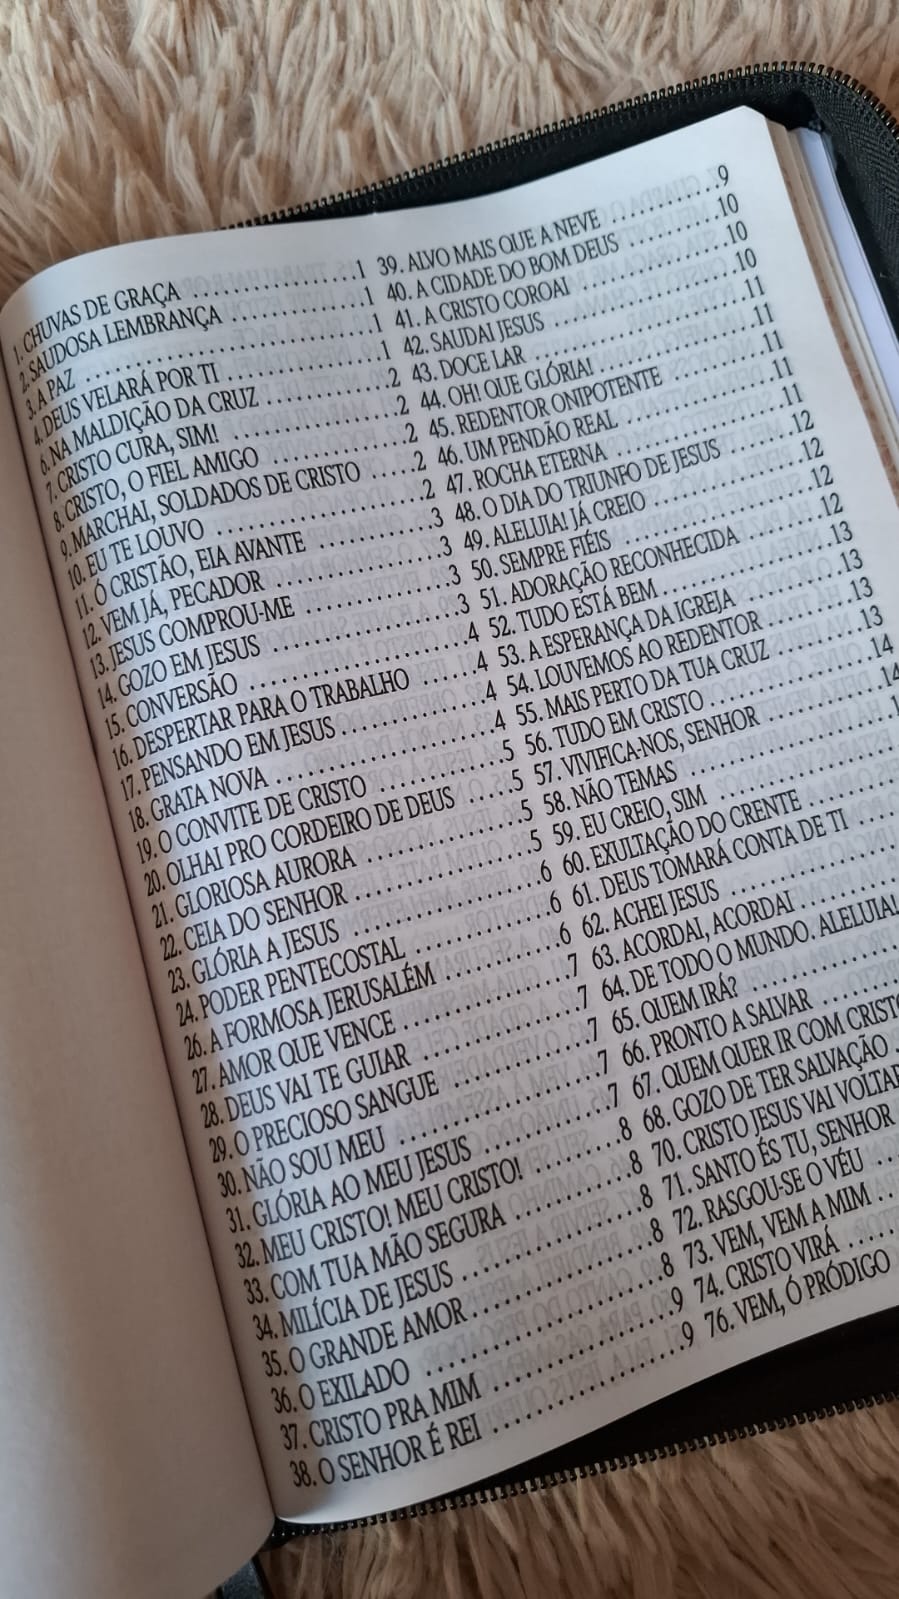 1. CHUVAS DE GRAÇA ..................1
2. SAUDOSA LEMBRANÇA ..................1
3. A PAZ ..................1
4. DEUS VELARÁ POR TI ..................1
6. NA MALDIÇÃO DA CRUZ ..................2
7. CRISTO CURA, SIM! ..................2
8. CRISTO, O FIEL AMIGO ..................2
9. MARCHAI, SOLDADOS DE CRISTO .....2
10. EU TE LOUVO ..................2
11. Ó CRISTÃO, EIA AVANTE ..................3
12. VEM JÁ, PECADOR ..................3
13. JESUS COMPROU-ME ..................3
14. GOZO EM JESUS ..................3
15. CONVERSÃO ..................4
16. DESPERTAR PARA O TRABALHO ......4
17. PENSANDO EM JESUS ..................4
18. GRATA NOVA ..................4
19. O CONVITE DE CRISTO ..................5
20. OLHAI PRO CORDEIRO DE DEUS ....5
21. GLORIOSA AURORA ..................5
22. CEIA DO SENHOR ..................5
23. GLÓRIA A JESUS ..................6
24. PODER PENTECOSTAL ..................6
26. A FORMOSA JERUSALÉM ..................6
27. AMOR QUE VENCE ..................7
28. DEUS VAI TE GUIAR ..................7
29. O PRECIOSO SANGUE ..................7
30. NÃO SOU MEU ..................7
31. GLÓRIA AO MEU JESUS ..................7
32. MEU CRISTO! MEU CRISTO! ........8
33. COM TUA MÃO SEGURA ..................8
34. MILÍCIA DE JESUS ..................8
35. O GRANDE AMOR ..................8
36. O EXILADO ..................8
37. CRISTO PRA MIM ..................9
38. O SENHOR É REI ..................9
39. ALVO MAIS QUE A NEVE ............9
40. A CIDADE DO BOM DEUS ............10
41. A CRISTO COROAI ............10
42. SAUDAI JESUS ............10
43. DOCE LAR ............11
44. OH! QUE GLÓRIA! ............11
45. REDENTOR ONIPOTENTE ............11
46. UM PENDÃO REAL ............11
47. ROCHA ETERNA ............11
48. O DIA DO TRIUNFO DE JESUS ......12
49. ALELUIA! JÁ CREIO ............12
50. SEMPRE FIÉIS ............12
51. ADORAÇÃO RECONHECIDA ............12
52. TUDO ESTÁ BEM ............13
53. A ESPERANÇA DA IGREJA ............13
54. LOUVEMOS AO REDENTOR ............13
55. MAIS PERTO DA TUA CRUZ ............13
56. TUDO EM CRISTO ............14
57. VIVIFICA-NOS, SENHOR ............14
58. NÃO TEMAS ............
59. EU CREIO, SIM
60. EXULTAÇÃO DO CRENTE ............
61. DEUS TOMARÁ CONTA DE TI ......
62. ACHEI JESUS ............
63. ACORDAI, ACORDAI ............
64. DE TODO O MUNDO. ALELUIA!
65. QUEM IRÁ? ............
66. PRONTO A SALVAR ............
67. QUEM QUER IR COM CRISTO
68. GOZO DE TER SALVAÇÃO .
70. CRISTO JESUS VAI VOLTAR
71. SANTO ÉS TU, SENHOR
72. RASGOU-SE O VÉU ...
73. VEM, VEM A MIM ...
74. CRISTO VIRÁ .....
76. VEM, Ó PRÓDIGO